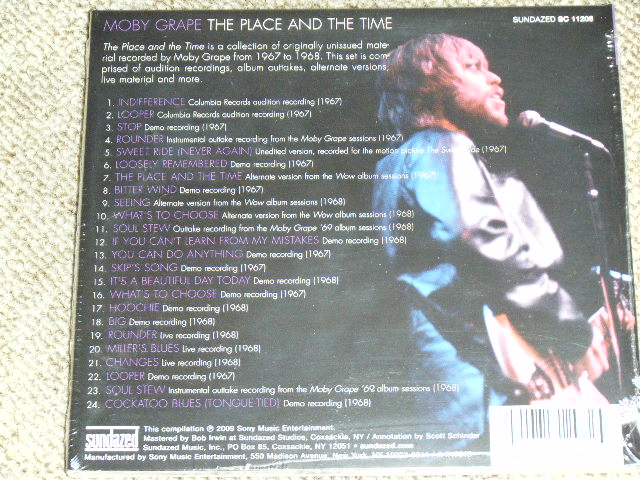 MOBY GRAPE THE PLACE AND THE TIME
SUNDAZED SC 11206
The Place and the Time is a collection of originally unissued mate-
rial recorded by Moby Grape from 1967 to 1968. This set is com-
prised of audition recordings, album outtakes, alternate versions,
live material and more.
1. INDIFFERENCE Columbia Records audition recording (1967)
2. LOOPER Columbia Records audition recording (1967)
3. STOP Demo recording (1967)
4. ROUNDER Instrumental outtake recording from the Moby Grape sessions (1967)
5. SWEET RIDE (NEVER AGAIN) Unedited version, recorded for the motion picture The Sweet Ride (1967)
6. LOOSELY REMEMBERED Demo recording (1967)
7. THE PLACE AND THE TIME Alternate version from the Wow album sessions (1967)
8. BITTER WIND Demo recording (1967)
9. SEEING Alternate version from the Wow album sessions (1968)
10. WHAT'S TO CHOOSE Alternate version from the Wow album sessions (1968)
11. SOUL STEW Outtake recording from the Moby Grape '69 album sessions (1968)
12. IF YOU CAN'T LEARN FROM MY MISTAKES Demo recording (1968)
13. YOU CAN DO ANYTHING Demo recording (1968)
14. SKIP'S SONG Demo recording (1967)
15. IT'S A BEAUTIFUL DAY TODAY Demo recording (1968)
16. WHAT'S TO CHOOSE Demo recording (1967)
17. HOOCHIE Demo recording (1968)
18. BIG Demo recording (1968)
19. ROUNDER Live recording (1968)
20. MILLER'S BLUES Live recording (1968)
21. CHANGES Live recording (1968)
22. LOOPER Demo recording (1967)
23. SOUL STEW Instrumental outtake recording from the Moby Grape '69 album sessions (1968)
24. COCKATOO BLUES (TONGUE-TIED) Demo recording (1968)
sundazed
This compilation ℗ 2009 Sony Music Entertainment.
Mastered by Bob Irwin at Sundazed Studios, Coxsackie, NY / Annotation by Scott Schinder
Sundazed Music, Inc., PO Box 85, Coxsackie, NY 12051 • sundazed.com
Manufactured by Sony Music Entertainment, 550 Madison Avenue, New York, NY